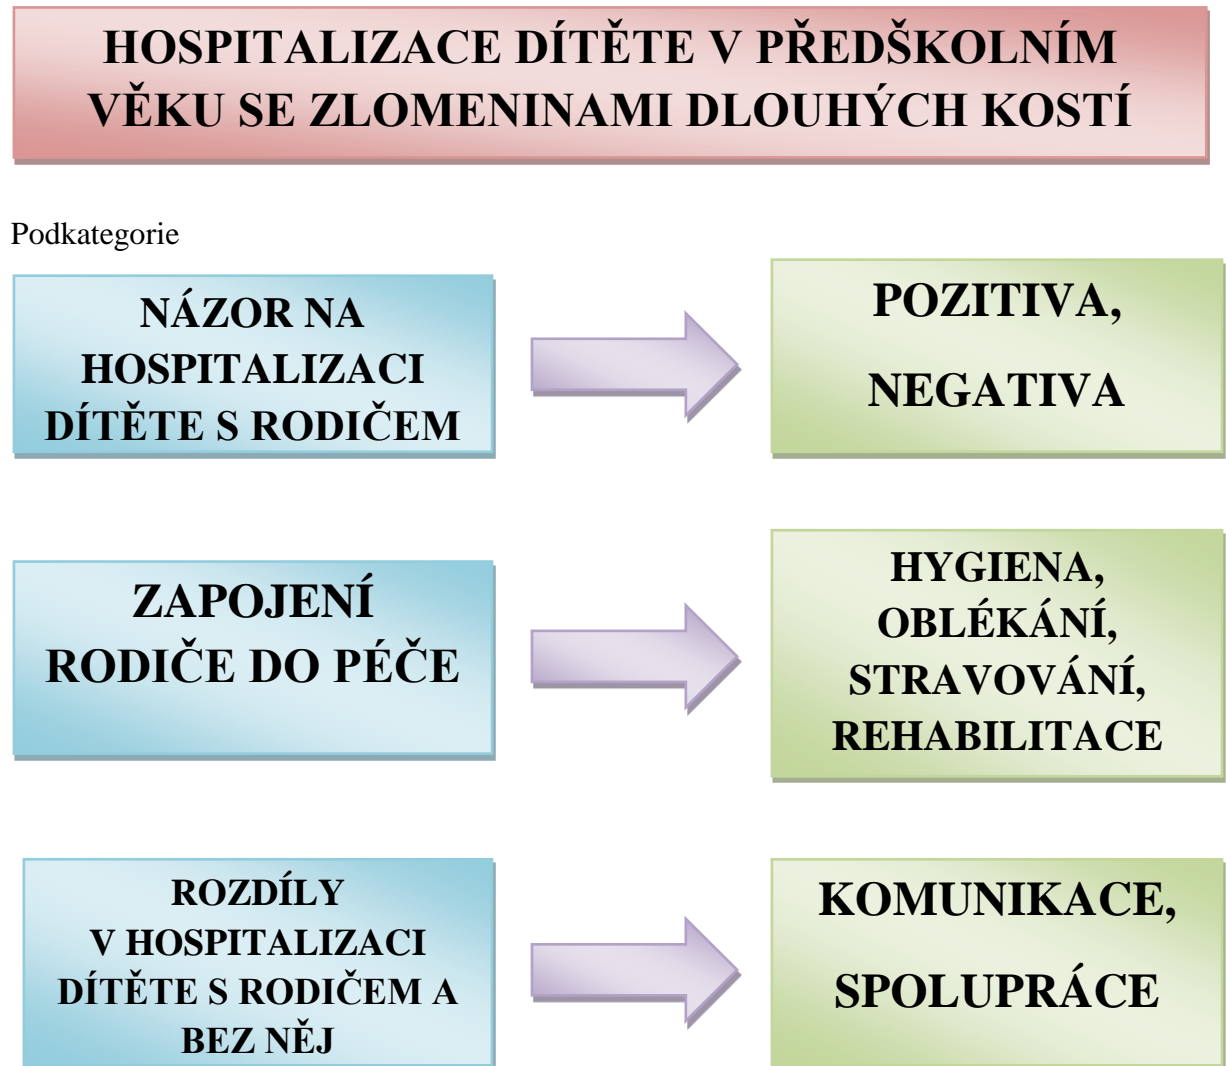 HOSPITALIZACE DÍTĚTE V PŘEDŠKOLNÍM
VĚKU SE ZLOMENINAMI DLOUHÝCH KOSTÍ
Podkategorie
NÁZOR NA
HOSPITALIZACI
DÍTĚTE S RODIČEM
POZITIVA,
NEGATIVA
ZAPOJENÍ
RODIČE DO PÉČE
HYGIENA,
OBLÉKÁNÍ,
STRAVOVÁNÍ,
REHABILITACE
ROZDÍLY
V HOSPITALIZACI
DÍTĚTE S RODIČEM A
BEZ NĚJ
KOMUNIKACE,
SPOLUPRÁCE